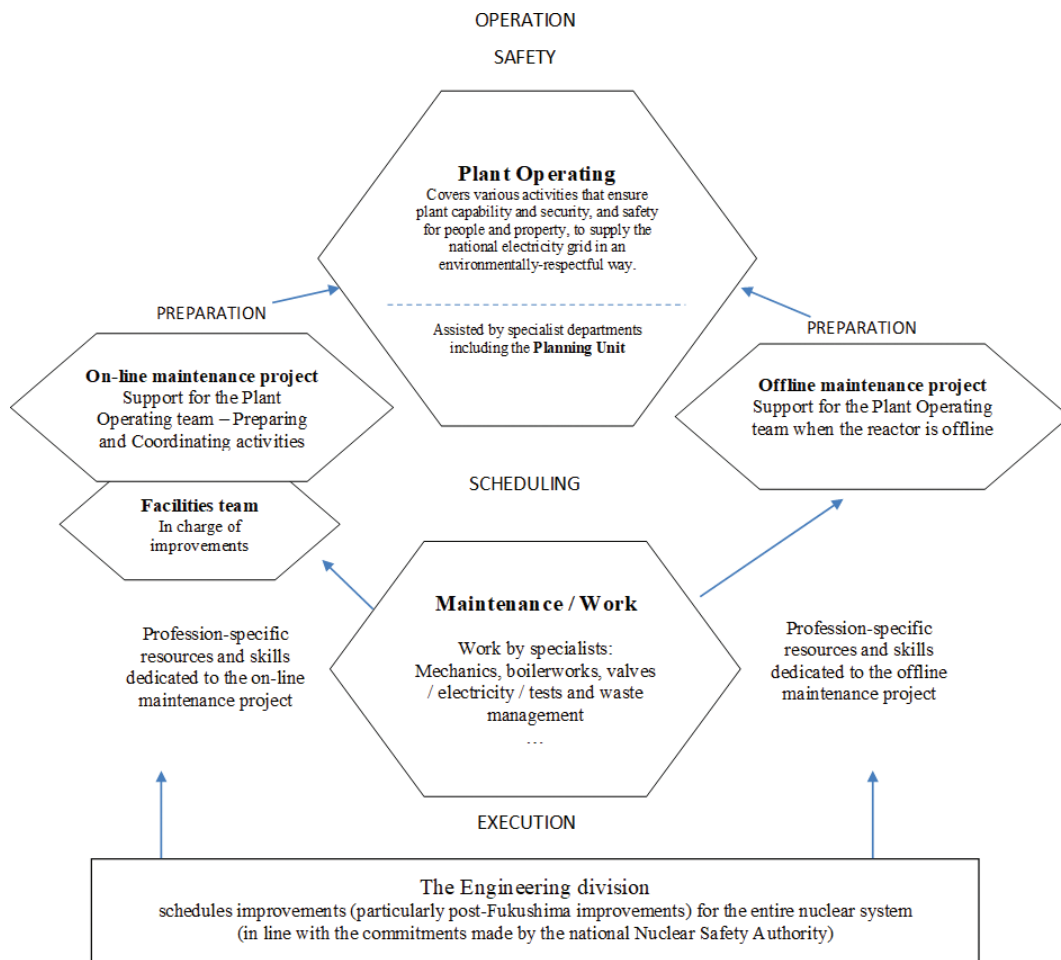 OPERATION
SAFETY
Plant Operating
Covers various activities that ensure
plant capability and security, and safety
for people and property, to supply the
national electricity grid in an
environmentally-respectful way.
Assisted by specialist departments
including the Planning Unit
PREPARATION
On-line maintenance project
Support for the Plant
Operating team – Preparing
and Coordinating activities
Facilities team
In charge of
improvements
PREPARATION
Offline maintenance project
Support for the Plant Operating
team when the reactor is offline
SCHEDULING
Maintenance / Work
Work by specialists:
Mechanics, boilerworks, valves
/ electricity / tests and waste
management
…
Profession-specific
resources and skills
dedicated to the on-line
maintenance project
Profession-specific
resources and skills
dedicated to the offline
maintenance project
EXECUTION
The Engineering division
schedules improvements (particularly post-Fukushima improvements) for the entire nuclear system
(in line with the commitments made by the national Nuclear Safety Authority)